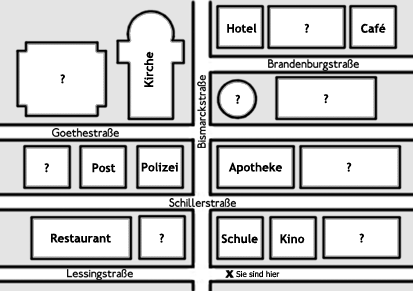 Hotel ? Café
Brandenburgstraße
? Kirche
Bismarckstraße
? ?
Goethestraße
? Post Polizei
Apotheke ?
Schillerstraße
Restaurant ?
Schule Kino ?
Lessingstraße
X Sie sind hier